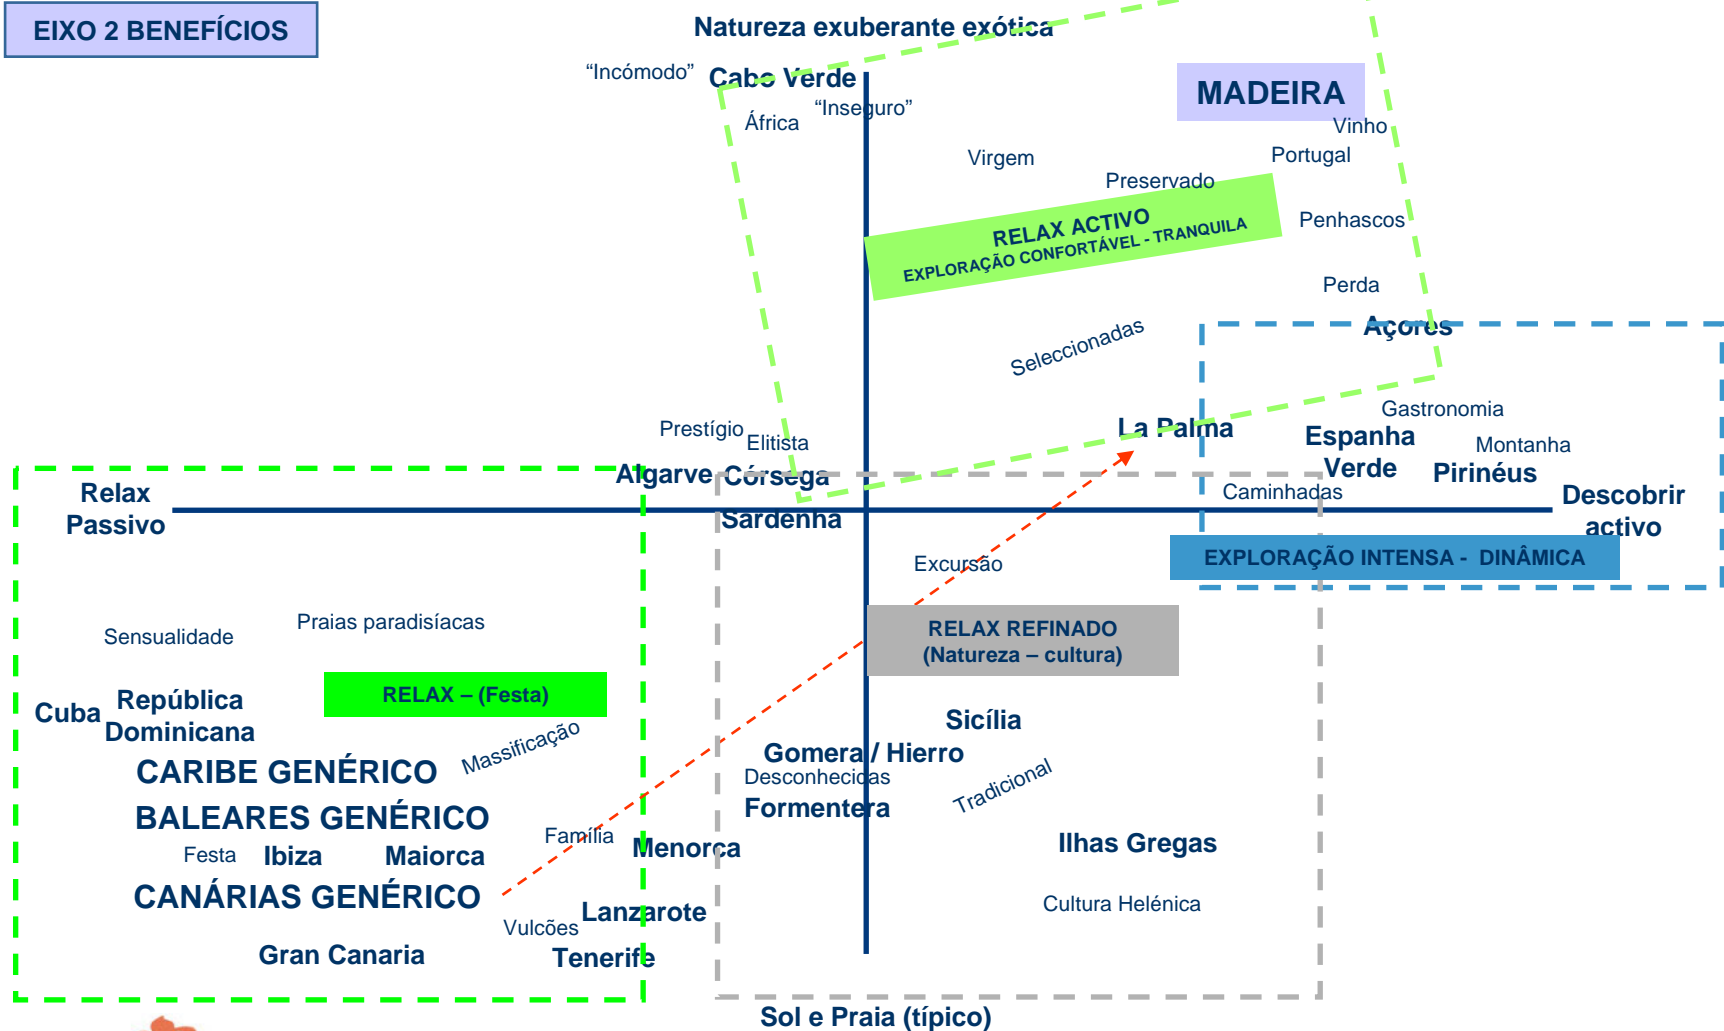 EIXO 2 BENEFÍCIOS
Natureza exuberante exótica
“Incómodo”
Cabo Verde
“Inseguro”
África
MADEIRA
Vinho
Virgem
Portugal
Preservado
RELAX ACTIVO
EXPLORAÇÃO CONFORTÁVEL - TRANQUILA
Penhascos
Perda
Açores
Seleccionadas
Gastronomia
Prestígio
Elitista
La Palma
Espanha
Verde
Montanha
Pirinéus
Algarve
Córsega
Caminhadas
Relax
Passivo
Descobrir
activo
Sardenha
Excursão
EXPLORAÇÃO INTENSA - DINÂMICA
Sensualidade
Praias paradisíacas
RELAX REFINADO
(Natureza – cultura)
RELAX – (Festa)
Cuba
República
Dominicana
Massificação
Sicília
CARIBE GENÉRICO
Gomera / Hierro
Desconhecidas
Tradicional
Formentera
BALEARES GENÉRICO
Família
Menorca
Ilhas Gregas
Festa
Ibiza
Maiorca
CANÁRIAS GENÉRICO
Lanzarote
Cultura Helénica
Vulcões
Gran Canaria
Tenerife
Sol e Praia (típico)